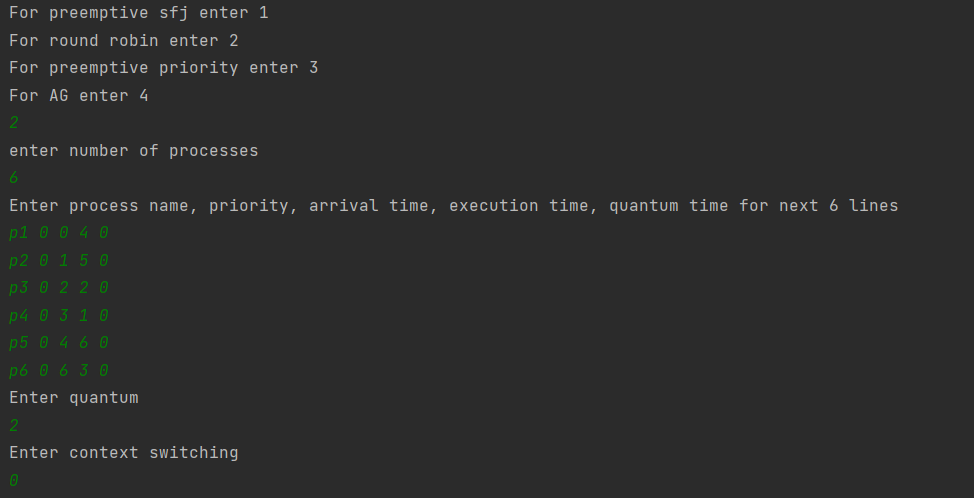 For preemptive sfj enter 1
For round robin enter 2
For preemptive priority enter 3
For AG enter 4
2
enter number of processes
6
Enter process name, priority, arrival time, execution time, quantum time for next 6 lines
p1 0 0 4 0
p2 0 1 5 0
p3 0 2 2 0
p4 0 3 1 0
p5 0 4 6 0
p6 0 6 3 0
Enter quantum
2
Enter context switching
0